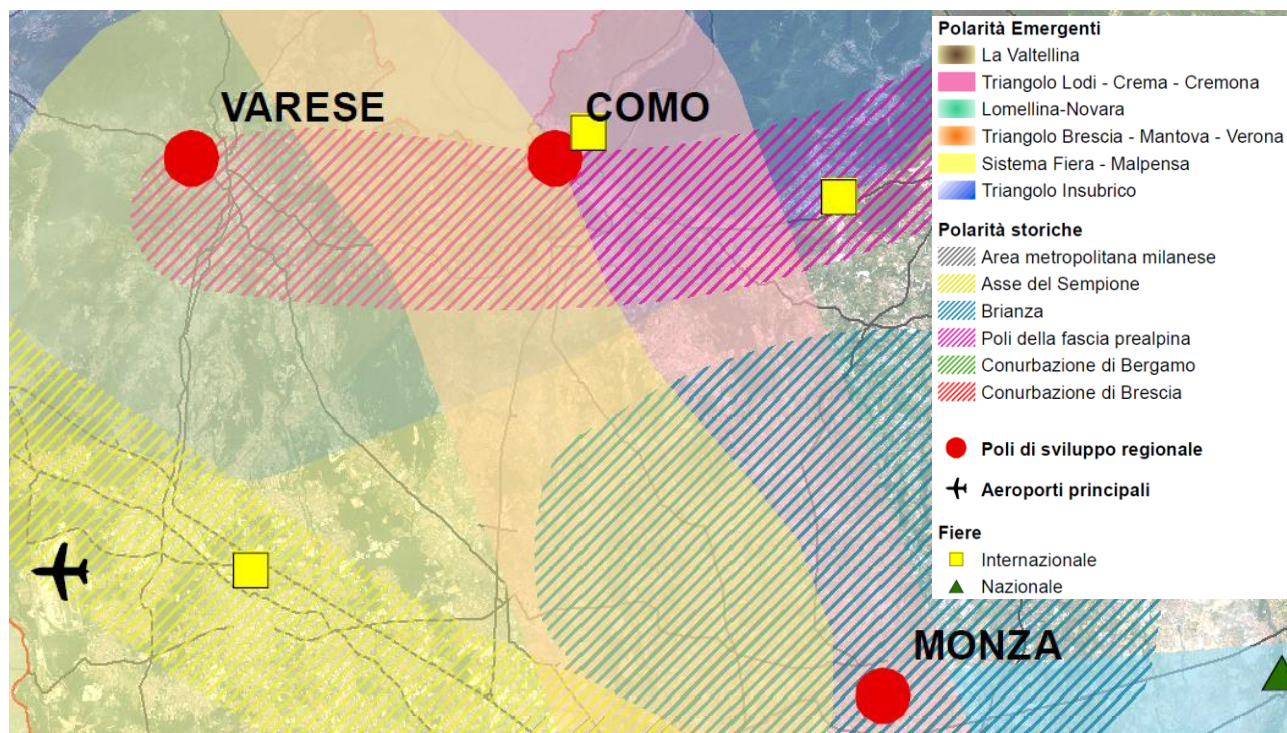 VARESE
COMO
MONZA
Polarità Emergenti
La Valtellina
Triangolo Lodi - Crema - Cremona
Lomellina-Novara
Triangolo Brescia - Mantova - Verona
Sistema Fiera - Malpensa
Triangolo Insubrico
Polarità storiche
Area metropolitana milanese
Asse del Sempione
Brianza
Poli della fascia prealpina
Conurbazione di Bergamo
Conurbazione di Brescia
Poli di sviluppo regionale
Aeroporti principali
Fiere
Internazionale
Nazionale